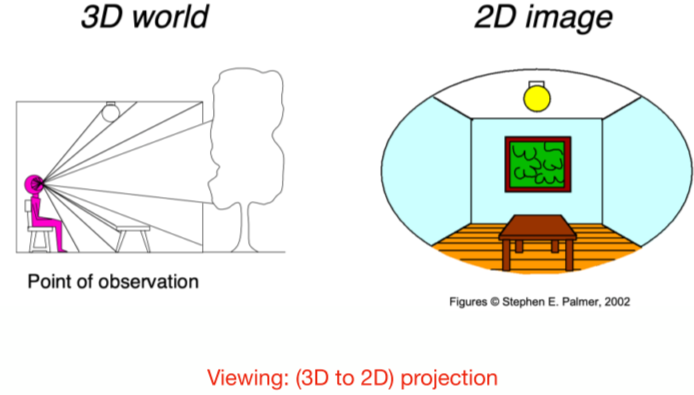 3D world
2D image
Point of observation
Figures © Stephen E. Palmer, 2002
Viewing: (3D to 2D) projection